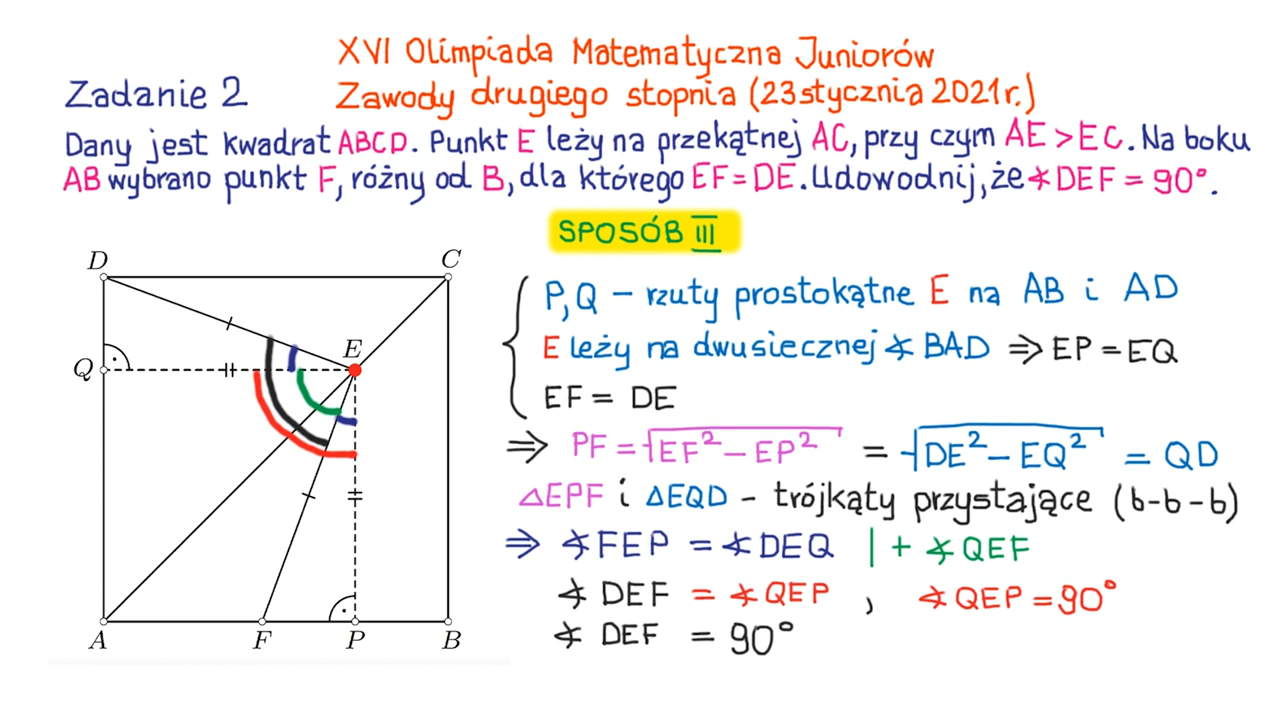 XVI Olimpiada Matematyczna Juniorów
Zadanie 2 Zawody drugiego stopnia (23 stycznia 2021r.)
Dany jest kwadrat ABCD. Punkt E leży na przekątnej AC, przy czym AE > EC. Na boku
AB wybrano punkt F, różny od B, dla którego EF = DE. Udowodnij, że ∢DEF = 90°.
SPOSÓB III
P, Q – rzuty prostokątne E na AB i AD
E leży na dwusiecznej ∢ BAD ⇒ EP = EQ
EF = DE
⇒ PF = √(EF² – EP²) = √(DE² – EQ²) = QD
△EPF i △EQD – trójkąty przystające (b-b-b)
⇒ ∢FEP = ∢DEQ | + ∢QEF
∢ DEF = ∢QEP , ∢QEP = 90°
∢ DEF = 90°
D C
E
Q
A F P B